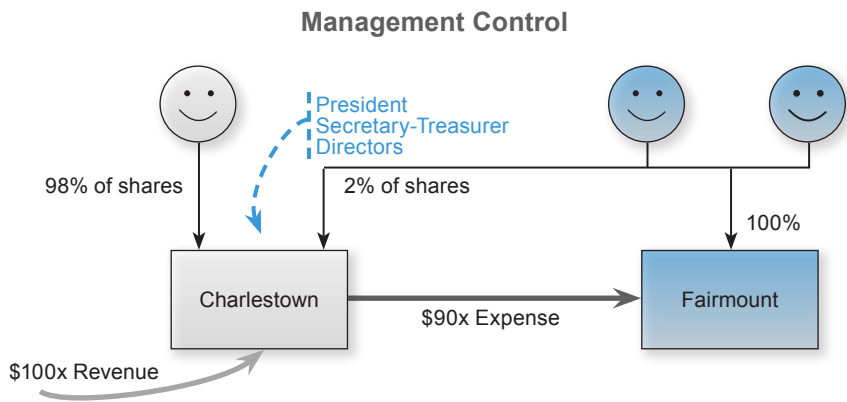 Management Control
President
Secretary-Treasurer
Directors
98% of shares
2% of shares
100%
Charlestown
$90x Expense
Fairmount
$100x Revenue